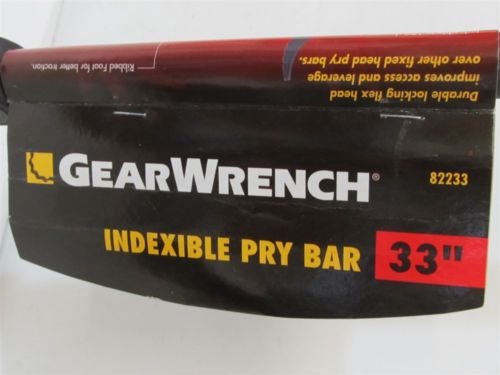 Ribbed Foot for better traction.
Durable locking flex head
improves access and leverage
over other fixed head pry bars.
GEARWRENCH®
82233
INDEXIBLE PRY BAR
33"